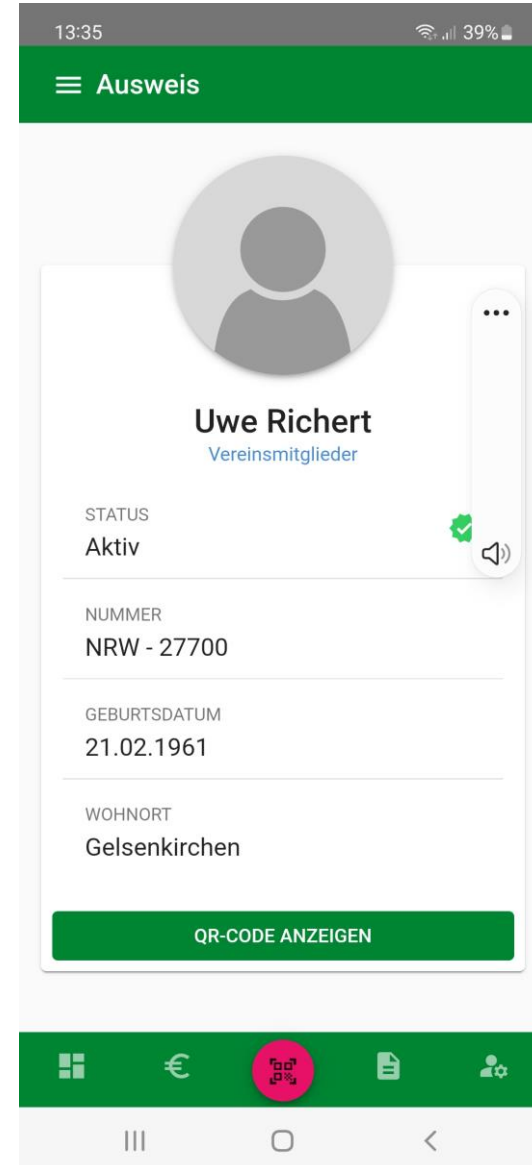 13:35
39%
Ausweis
Uwe Richert
Vereinsmitglieder
STATUS
Aktiv
NUMMER
NRW - 27700
GEBURTSDATUM
21.02.1961
WOHNORT
Gelsenkirchen
QR-CODE ANZEIGEN
€